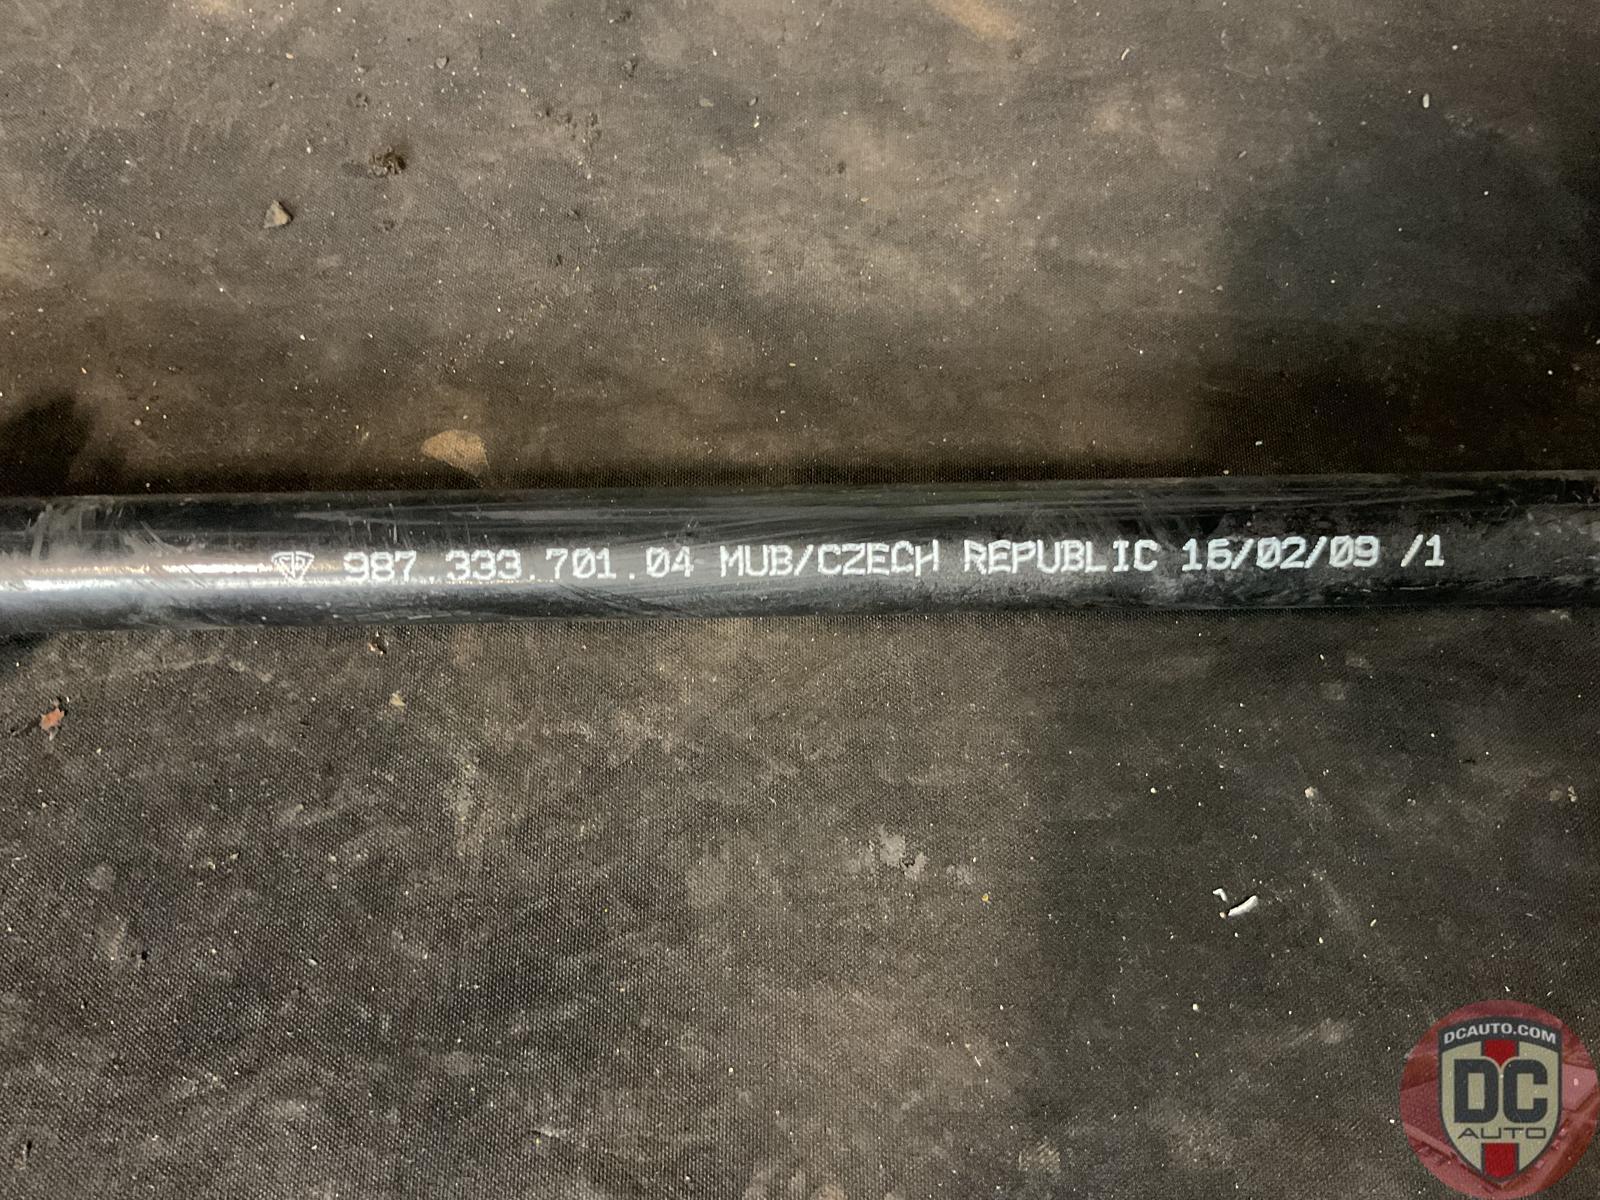 987.333.701.04 MUB/CZECH REPUBLIC 16/02/09 /1
DCAUTO.COM
DC
AUTO